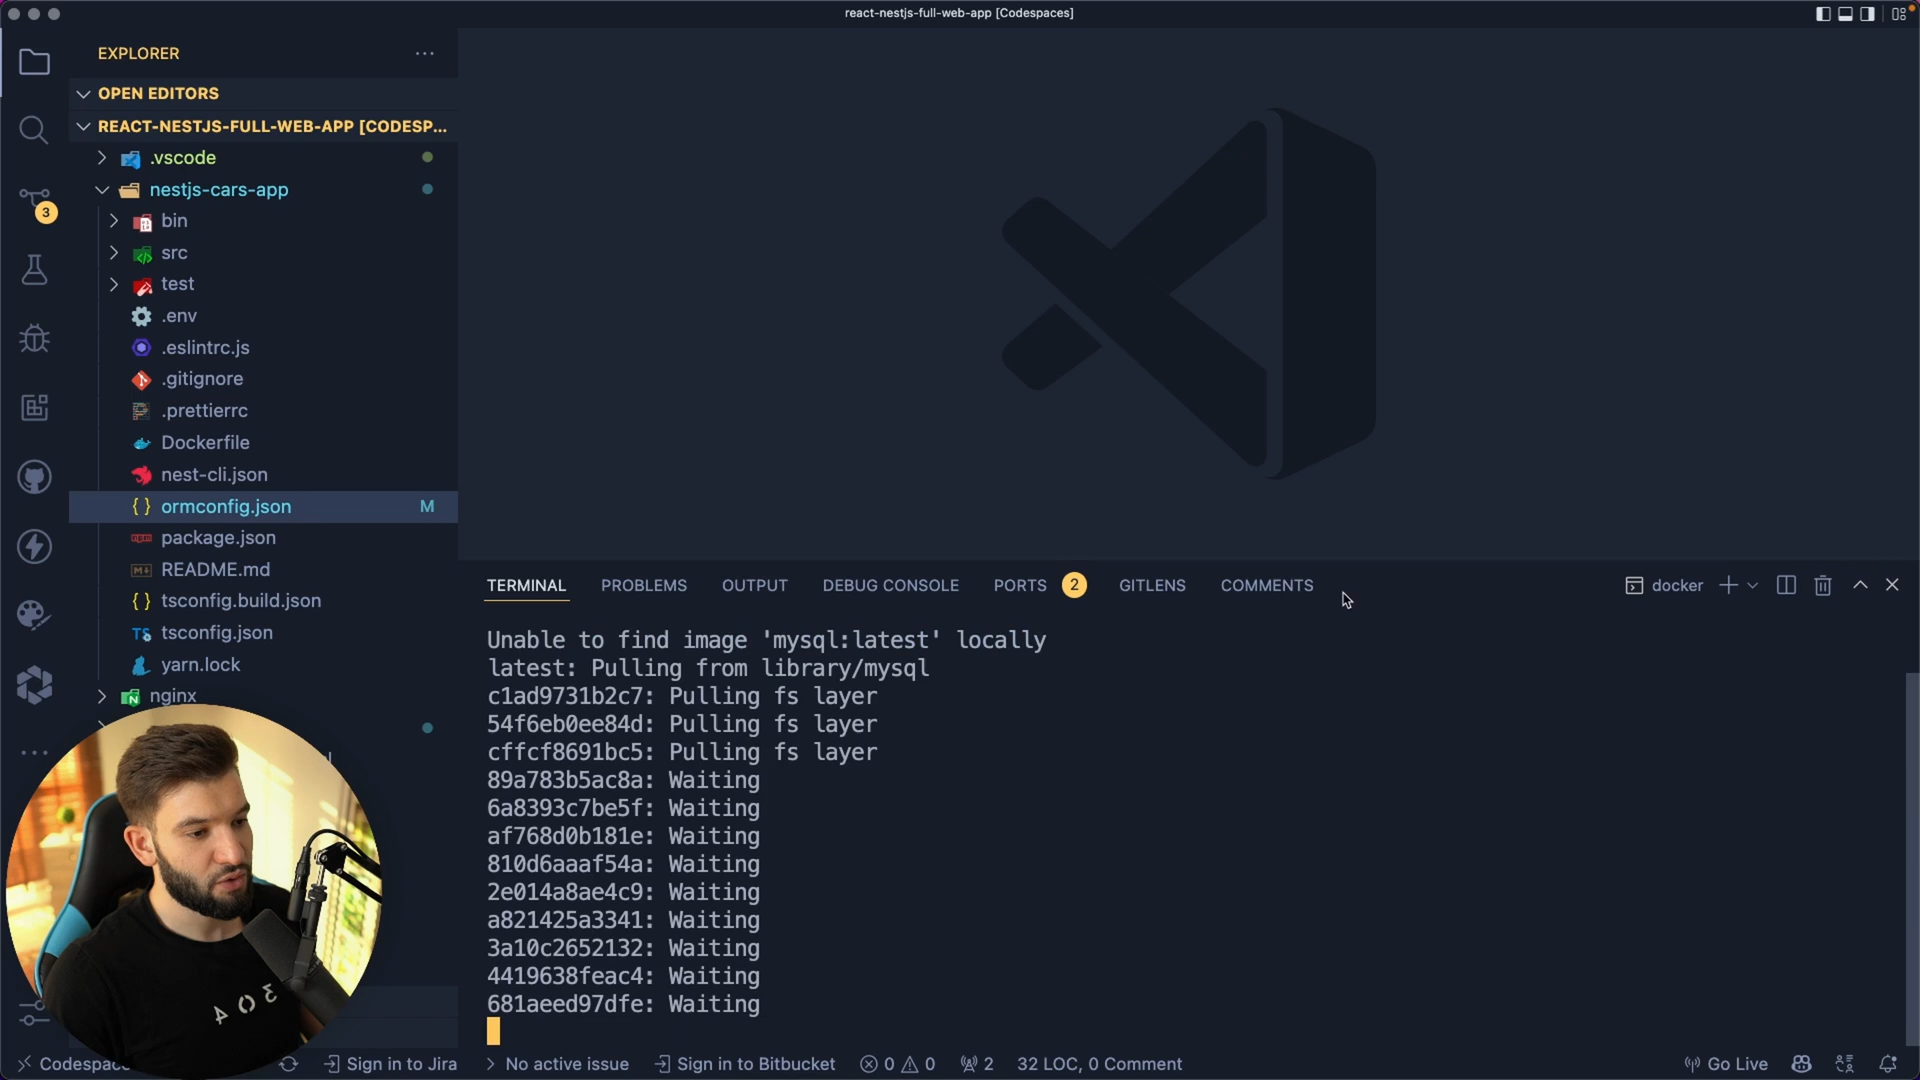 react-nestjs-full-web-app [Codespaces]
EXPLORER
OPEN EDITORS
REACT-NESTJS-FULL-WEB-APP [CODESP...
.vscode
nestjs-cars-app
3
bin
src
test
.env
.eslintrc.js
.gitignore
.prettierrc
Dockerfile
nest-cli.json
ormconfig.json M
package.json
README.md
tsconfig.build.json
tsconfig.json
yarn.lock
nginx
TERMINAL PROBLEMS OUTPUT DEBUG CONSOLE PORTS 2 GITLENS COMMENTS
docker
Unable to find image 'mysql:latest' locally
latest: Pulling from library/mysql
c1ad9731b2c7: Pulling fs layer
54f6eb0ee84d: Pulling fs layer
cffcf8691bc5: Pulling fs layer
89a783b5ac8a: Waiting
6a8393c7be5f: Waiting
af768d0b181e: Waiting
810d6aaaf54a: Waiting
2e014a8ae4c9: Waiting
a821425a3341: Waiting
3a10c2652132: Waiting
4419638feac4: Waiting
681aeed97dfe: Waiting
Sign in to Jira No active issue Sign in to Bitbucket 0 0 2 32 LOC, 0 Comment Go Live